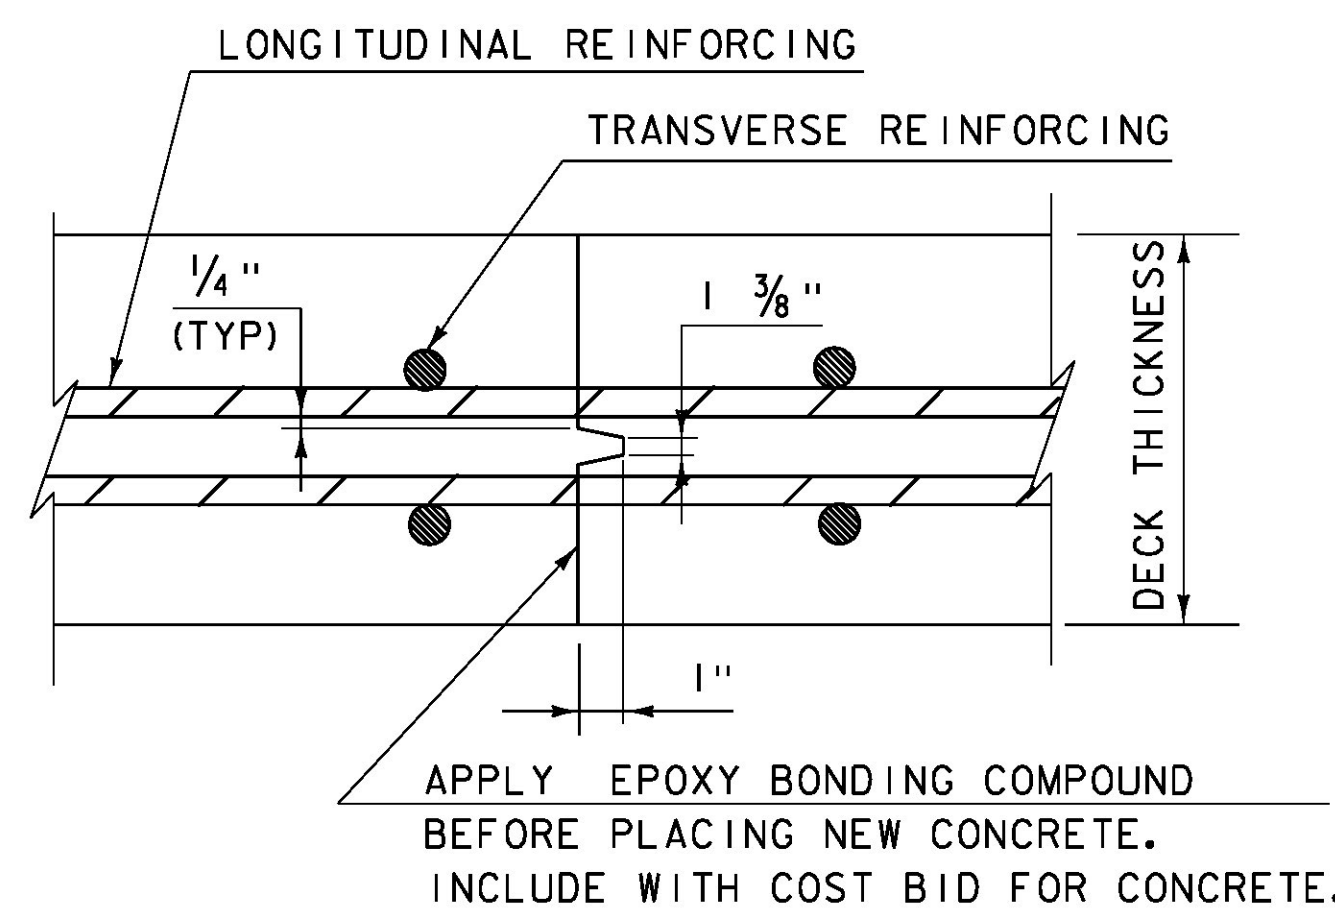 LONGITUDINAL REINFORCING
TRANSVERSE REINFORCING
1/4"
(TYP)
1 3/8"
DECK THICKNESS
1"
APPLY EPOXY BONDING COMPOUND
BEFORE PLACING NEW CONCRETE.
INCLUDE WITH COST BID FOR CONCRETE.